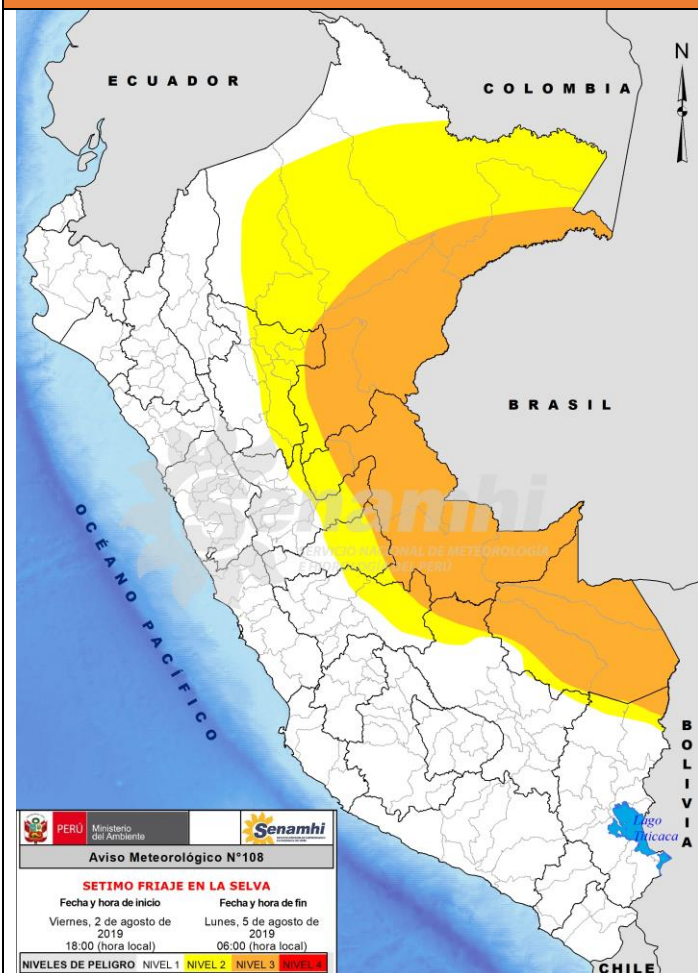 ECUADOR
COLOMBIA
N
BRASIL
Senamhi
SERVICIO NACIONAL DE METEOROLOGÍA
E HIDROLOGÍA DEL PERÚ
OCÉANO PACÍFICO
BOLIVIA
Lago
Titicaca
CHILE
PERÚ Ministerio
del Ambiente
Senamhi
Aviso Meteorológico N°108
SETIMO FRIAJE EN LA SELVA
Fecha y hora de inicio Fecha y hora de fin
Viernes, 2 de agosto de Lunes, 5 de agosto de
2019 2019
18:00 (hora local) 06:00 (hora local)
NIVELES DE PELIGRO NIVEL 1 NIVEL 2 NIVEL 3 NIVEL 4